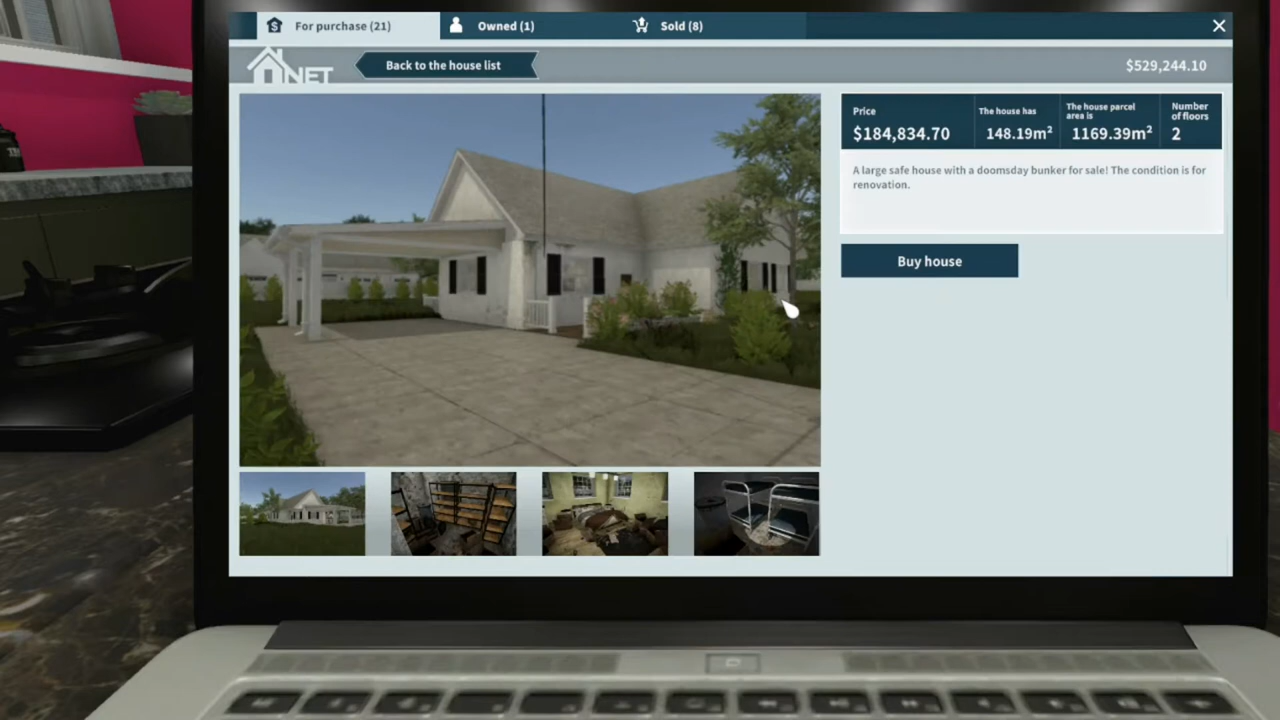 For purchase (21)
Owned (1)
Sold (8)
NET
Back to the house list
$529,244.10
Price
$184,834.70
The house has
148.19m²
The house parcel
area is
1169.39m²
Number
of floors
2
A large safe house with a doomsday bunker for sale! The condition is for
renovation.
Buy house